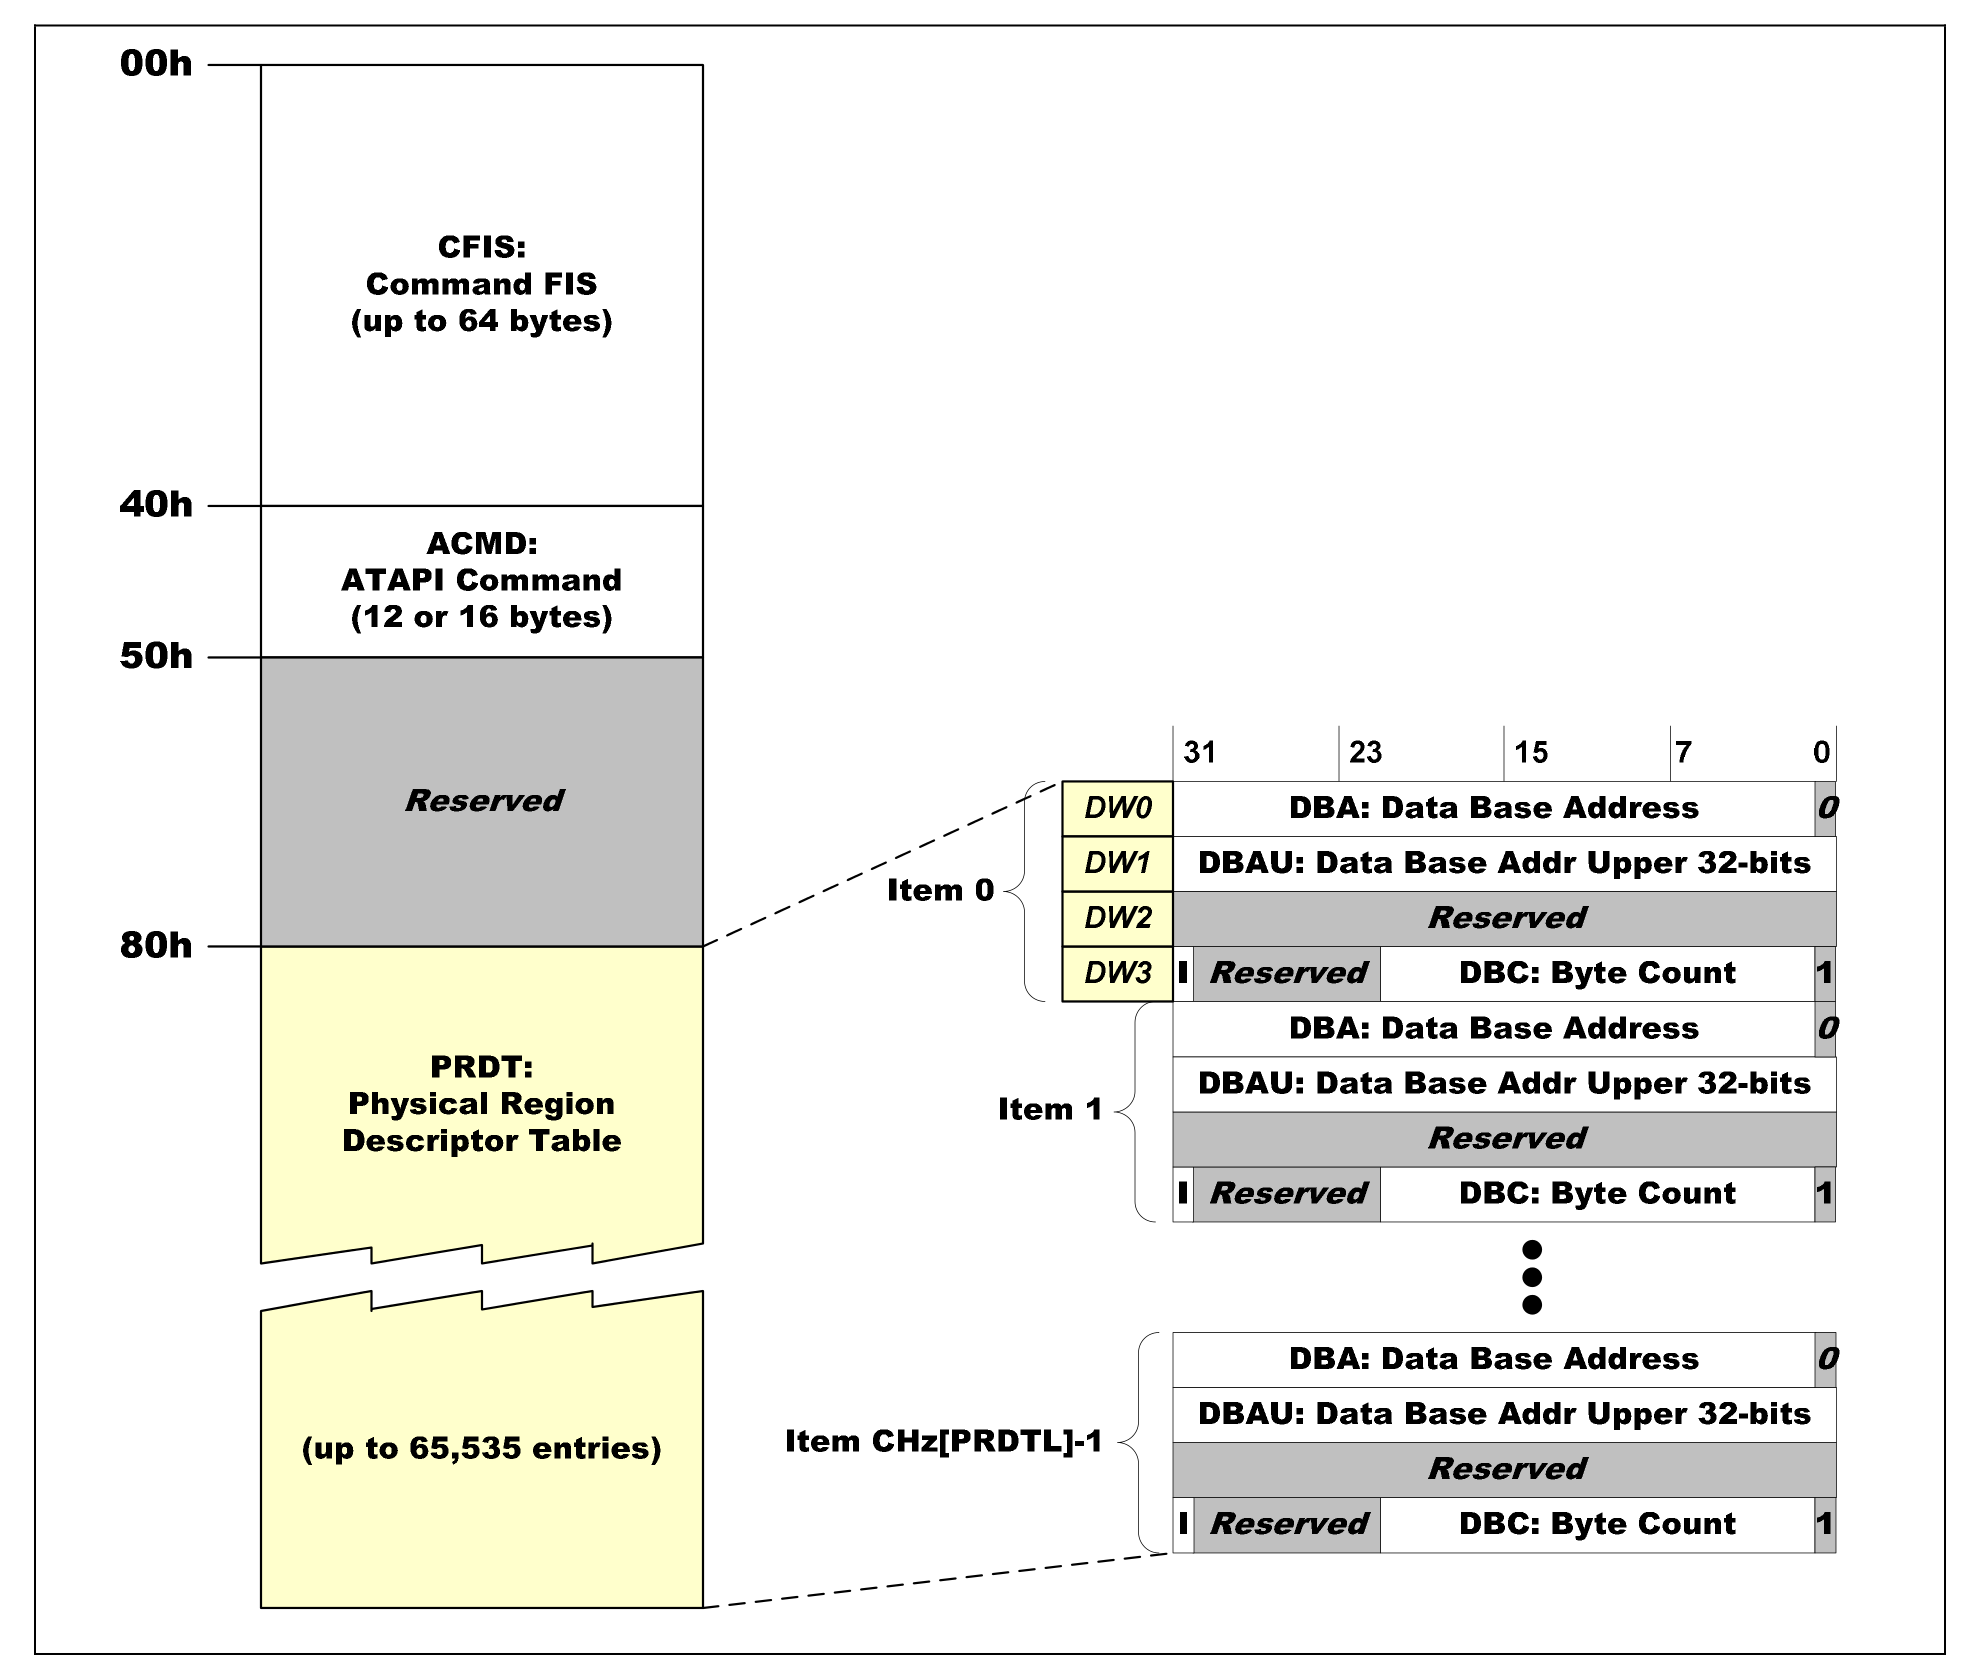 00h
CFIS:
Command FIS
(up to 64 bytes)
40h
ACMD:
ATAPI Command
(12 or 16 bytes)
50h
Reserved
80h
PRDT:
Physical Region
Descriptor Table
(up to 65,535 entries)
31 23 15 7 0
Item 0
DW0 DBA: Data Base Address 0
DW1 DBAU: Data Base Addr Upper 32-bits
DW2 Reserved
DW3 I Reserved DBC: Byte Count 1
Item 1
DBA: Data Base Address 0
DBAU: Data Base Addr Upper 32-bits
Reserved
I Reserved DBC: Byte Count 1
Item CHz[PRDTL]-1
DBA: Data Base Address 0
DBAU: Data Base Addr Upper 32-bits
Reserved
I Reserved DBC: Byte Count 1